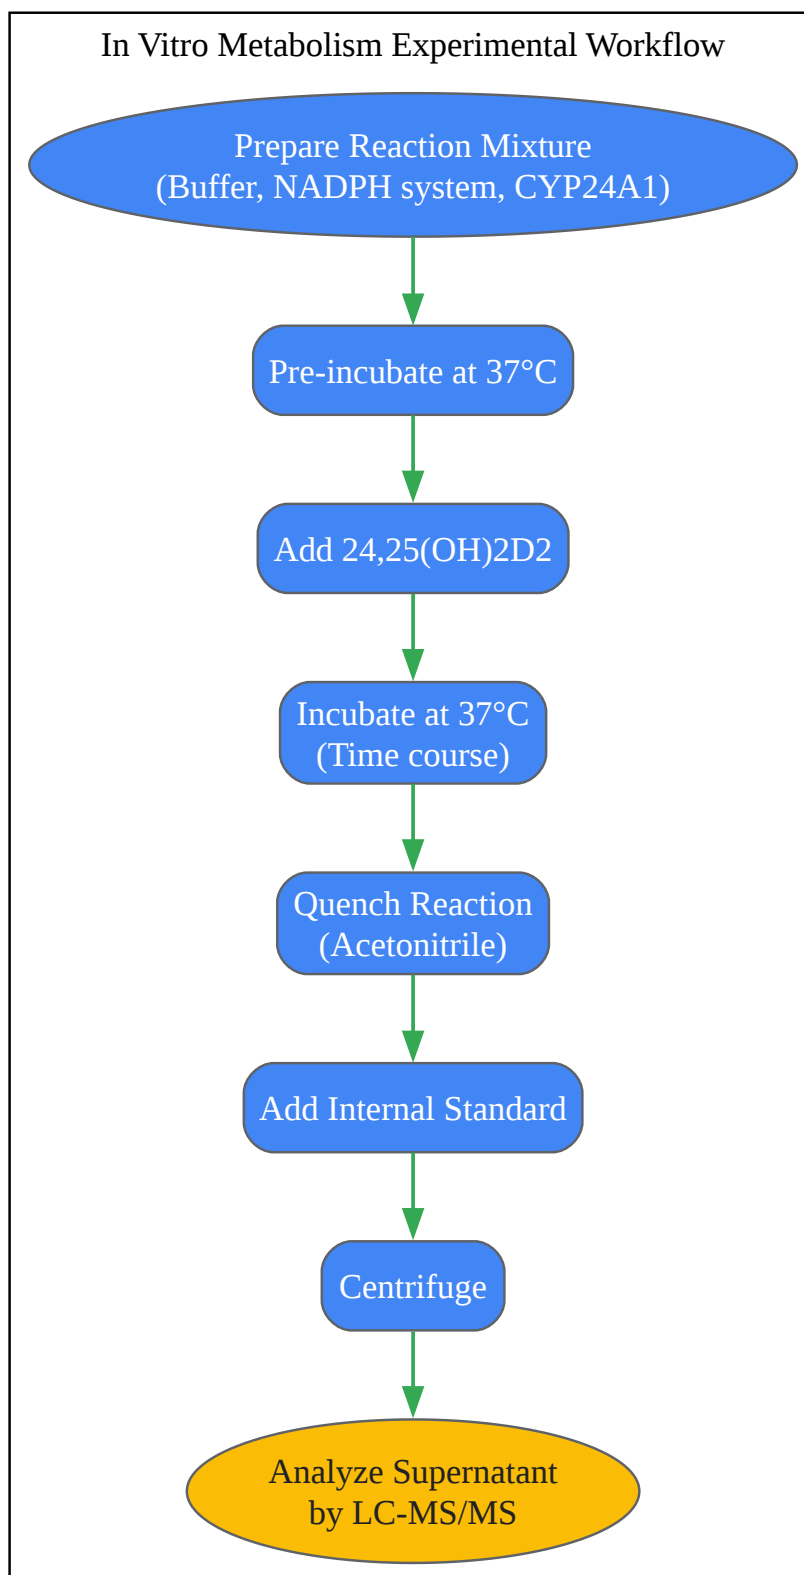 In Vitro Metabolism Experimental Workflow
Prepare Reaction Mixture
(Buffer, NADPH system, CYP24A1)
Pre-incubate at 37°C
Add 24,25(OH)2D2
Incubate at 37°C
(Time course)
Quench Reaction
(Acetonitrile)
Add Internal Standard
Centrifuge
Analyze Supernatant
by LC-MS/MS